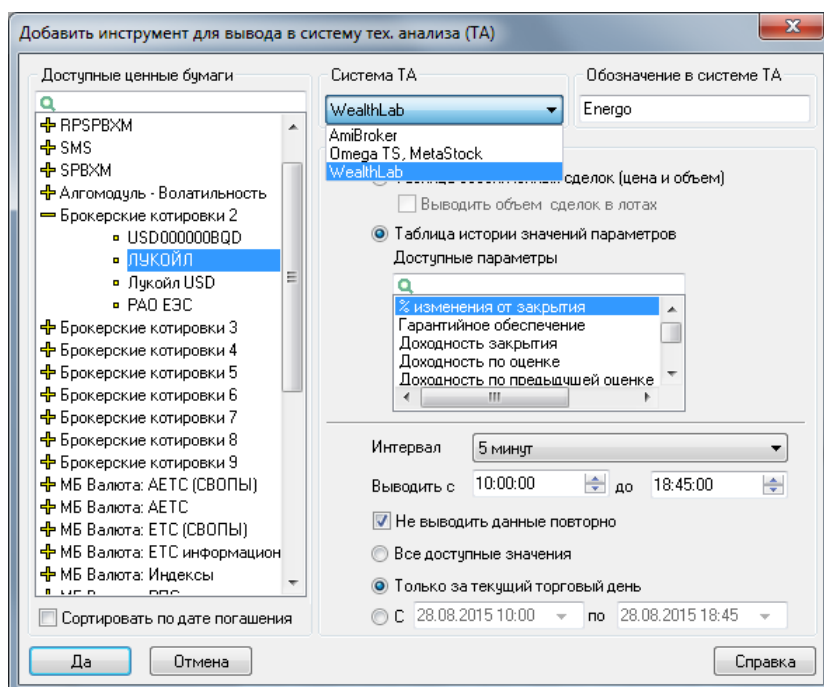 Добавить инструмент для вывода в систему тех. анализа (ТА)
Доступные ценные бумаги
RPSPBXM
SMS
SPBXM
Алгомодуль - Волатильность
Брокерские котировки 2
USD000000BQD
ЛУКОЙЛ
Лукойл USD
РАО ЕЭС
Брокерские котировки 3
Брокерские котировки 4
Брокерские котировки 5
Брокерские котировки 6
Брокерские котировки 7
Брокерские котировки 8
Брокерские котировки 9
МБ Валюта: АЕТС (СВОПЫ)
МБ Валюта: АЕТС
МБ Валюта: ЕТС (СВОПЫ)
МБ Валюта: ЕТС информацион
МБ Валюта: Индексы
Сортировать по дате погашения
Система ТА
WealthLab
AmiBroker
Omega TS, MetaStock
WealthLab
Обозначение в системе ТА
Energo
сделок (цена и объем)
Выводить объем сделок в лотах
Таблица истории значений параметров
Доступные параметры
% изменения от закрытия
Гарантийное обеспечение
Доходность закрытия
Доходность по оценке
Доходность по предыдущей оценке
Интервал 5 минут
Выводить с 10:00:00 до 18:45:00
Не выводить данные повторно
Все доступные значения
Только за текущий торговый день
С 28.08.2015 10:00 по 28.08.2015 18:45
Да Отмена Справка